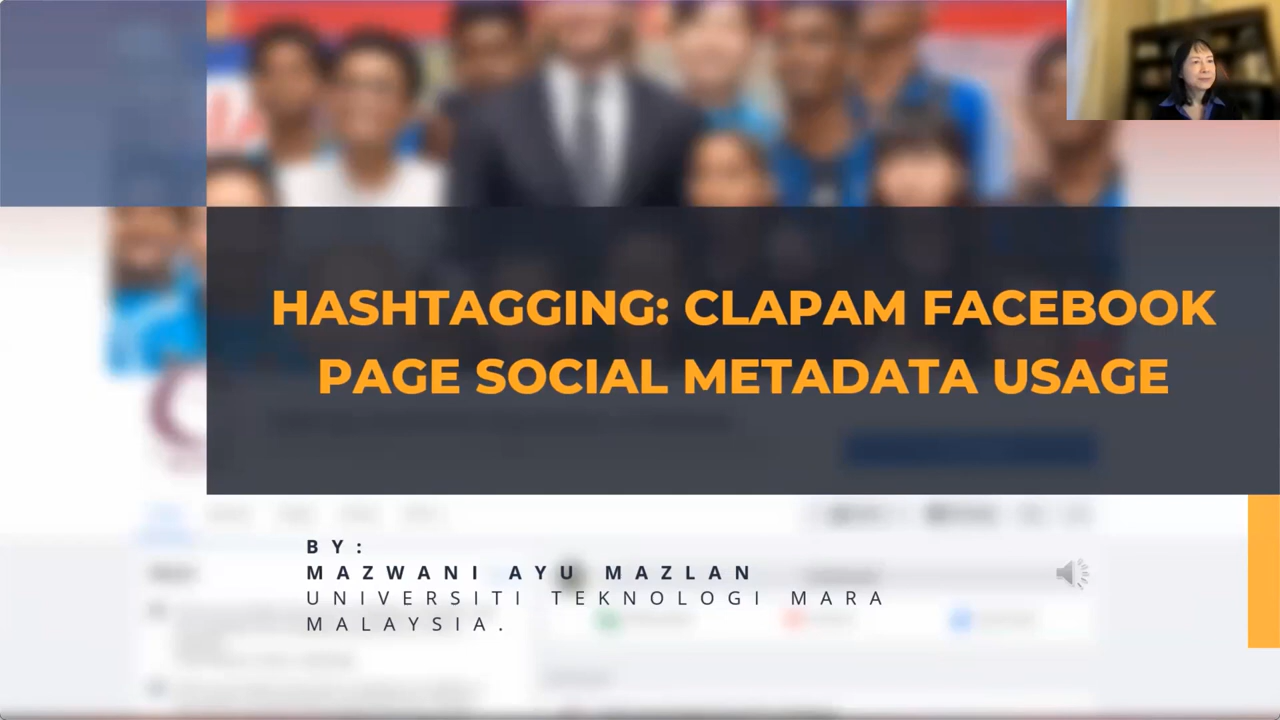 HASHTAGGING: CLAPAM FACEBOOK
PAGE SOCIAL METADATA USAGE
BY:
MAZWANI AYU MAZLAN
UNIVERSITI TEKNOLOGI MARA
MALAYSIA.